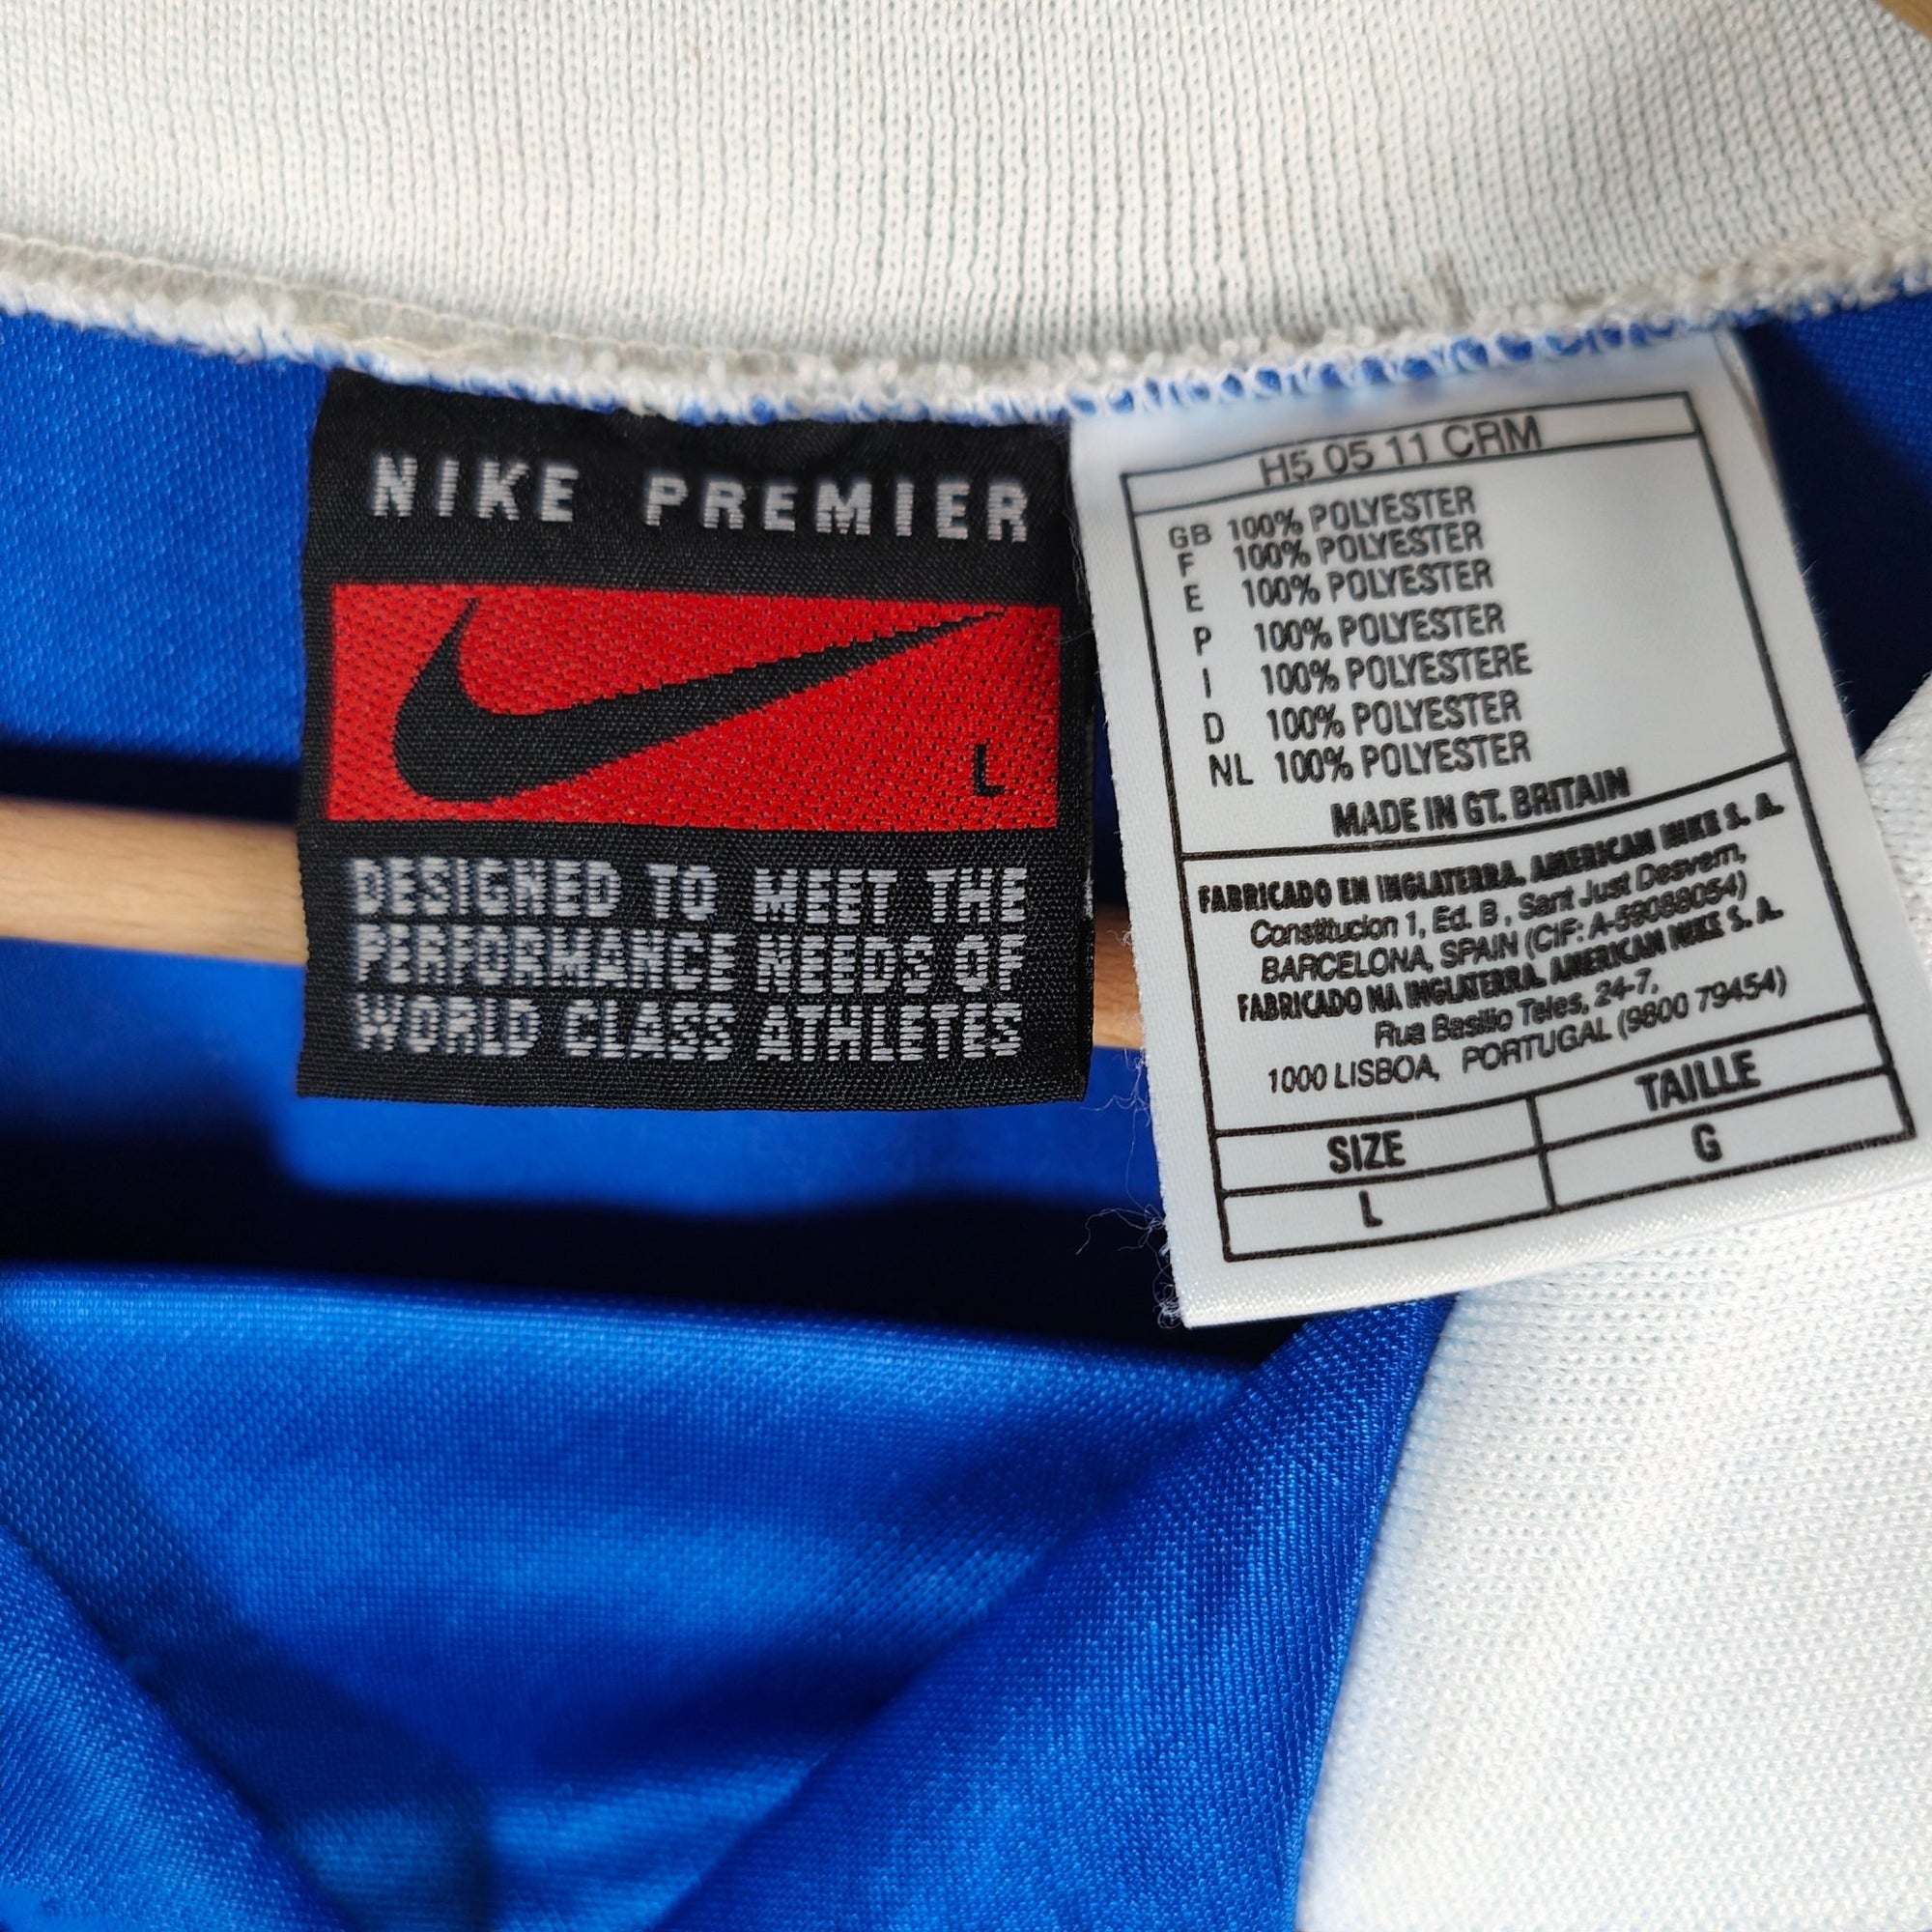 NIKE PREMIER
L
DESIGNED TO MEET THE
PERFORMANCE NEEDS OF
WORLD CLASS ATHLETES
H5 05 11 CRM
GB 100% POLYESTER
F 100% POLYESTER
E 100% POLYESTER
P 100% POLYESTER
I 100% POLYESTERE
D 100% POLYESTER
NL 100% POLYESTER
MADE IN GT. BRITAIN
FABRICADO EN INGLATERRA. AMERICAN NIKE S. A.
Constitucion 1, Ed. B, Sant Just Desvern,
BARCELONA, SPAIN (CIF: A-59088054)
FABRICADO NA INGLATERRA. AMERICAN NIKE S. A.
Rua Basilio Teles, 24-7,
1000 LISBOA, PORTUGAL (9800 79454)
SIZE TAILLE
L G